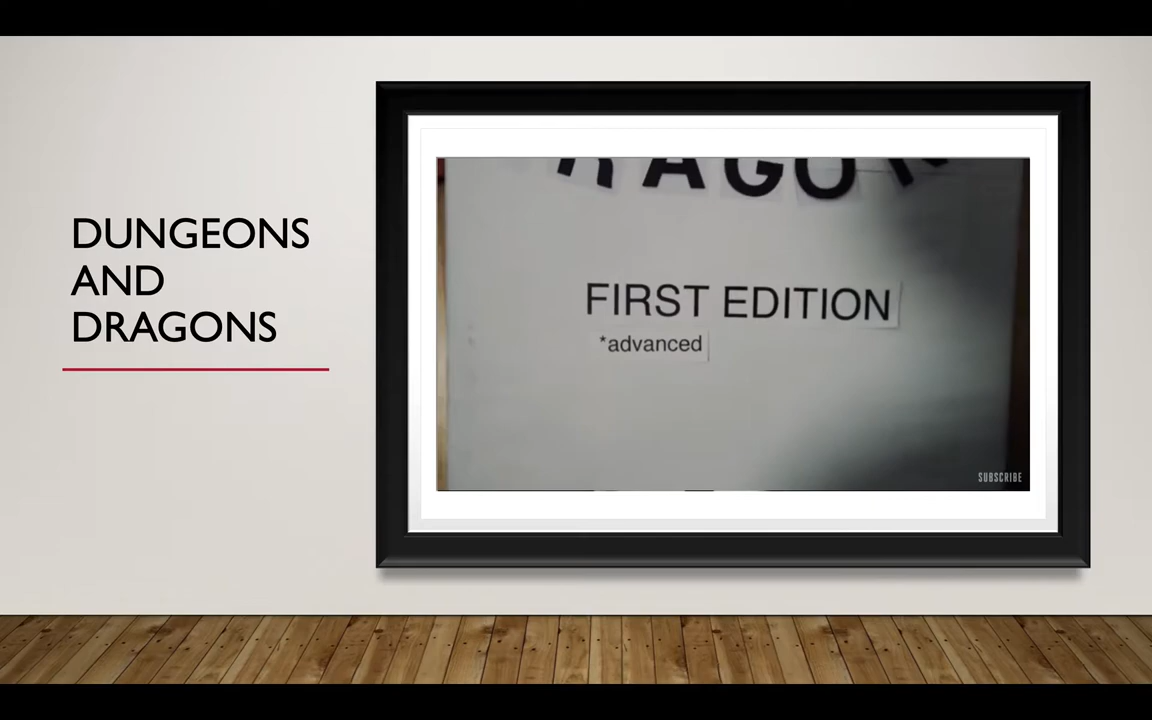 DUNGEONS
AND
DRAGONS
FIRST EDITION
*advanced
SUBSCRIBE